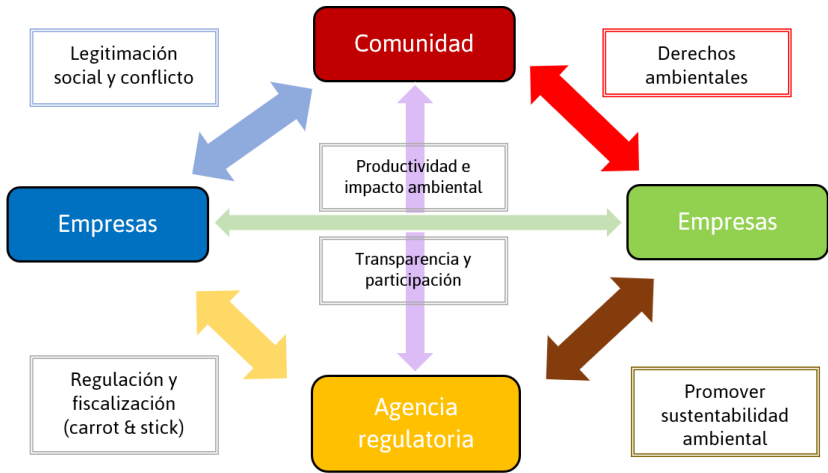 Legitimación
social y conflicto
Comunidad
Derechos
ambientales
Productividad e
impacto ambiental
Empresas
Empresas
Transparencia y
participación
Regulación y
fiscalización
(carrot & stick)
Agencia
regulatoria
Promover
sustentabilidad
ambiental